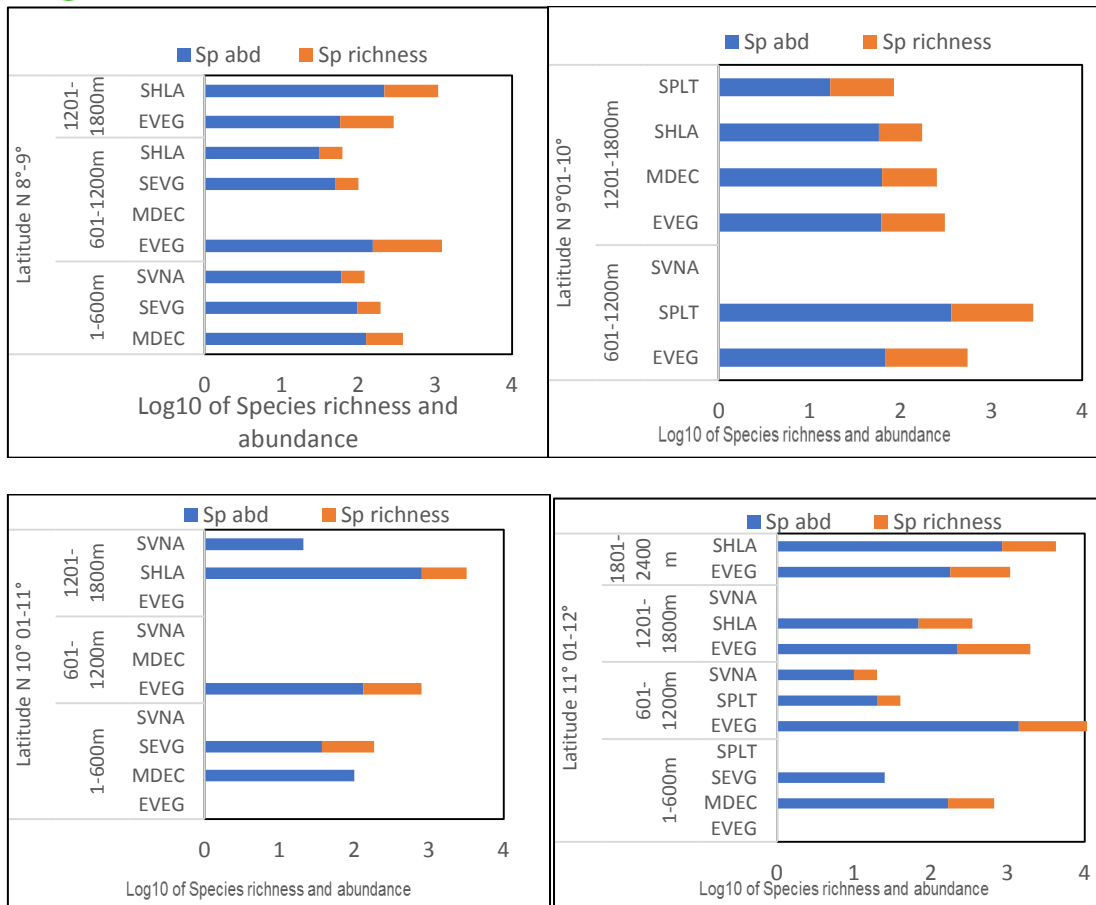 Sp abd Sp richness
Latitude N 8°-9°
1201-
1800m
SHLA
EVEG
601-1200m
SHLA
SEVG
MDEC
EVEG
1-600m
SVNA
SEVG
MDEC
0 1 2 3 4
Log10 of Species richness and
abundance
Sp abd Sp richness
Latitude N 9°01-10°
1201-1800m
SPLT
SHLA
MDEC
EVEG
601-1200m
SVNA
SPLT
EVEG
0 1 2 3 4
Log10 of Species richness and abundance
Sp abd Sp richness
Latitude N 10° 01-11°
1201-
1800m
SVNA
SHLA
EVEG
601-
1200m
SVNA
MDEC
EVEG
1-600m
SVNA
SEVG
MDEC
EVEG
0 1 2 3 4
Log10 of Species richness and abundance
Sp abd Sp richness
Latitude 11° 01-12°
1801-
2400
m
SHLA
EVEG
1201-
1800m
SVNA
SHLA
EVEG
601-
1200m
SVNA
SPLT
EVEG
1-600m
SPLT
SEVG
MDEC
EVEG
0 1 2 3 4
Log10 of Species richness and abundance